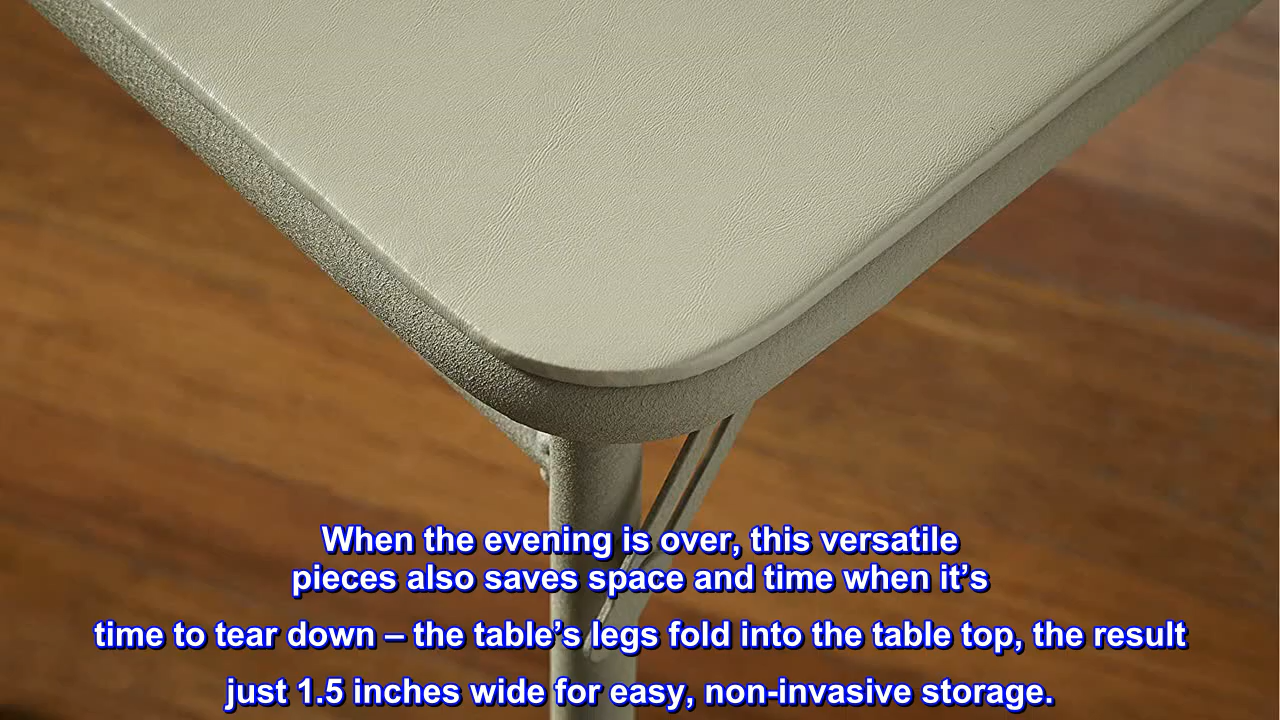 When the evening is over, this versatile
pieces also saves space and time when it’s
time to tear down – the table’s legs fold into the table top, the result
just 1.5 inches wide for easy, non-invasive storage.